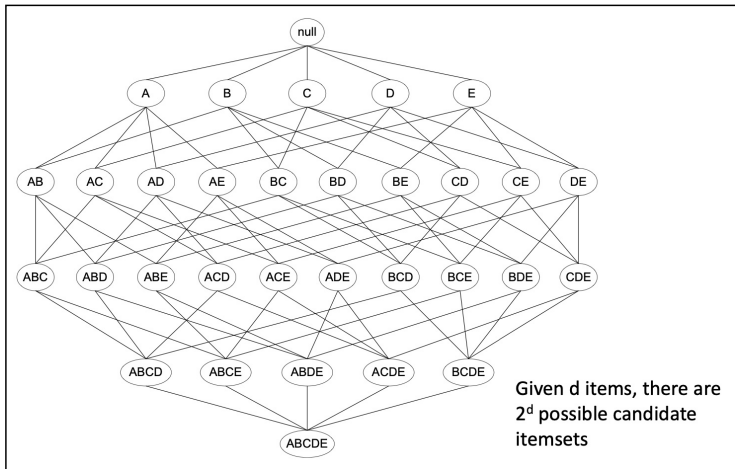 null
A B C D E
AB AC AD AE BC BD BE CD CE DE
ABC ABD ABE ACD ACE ADE BCD BCE BDE CDE
ABCD ABCE ABDE ACDE BCDE
Given d items, there are
2ᵈ possible candidate
itemsets
ABCDE